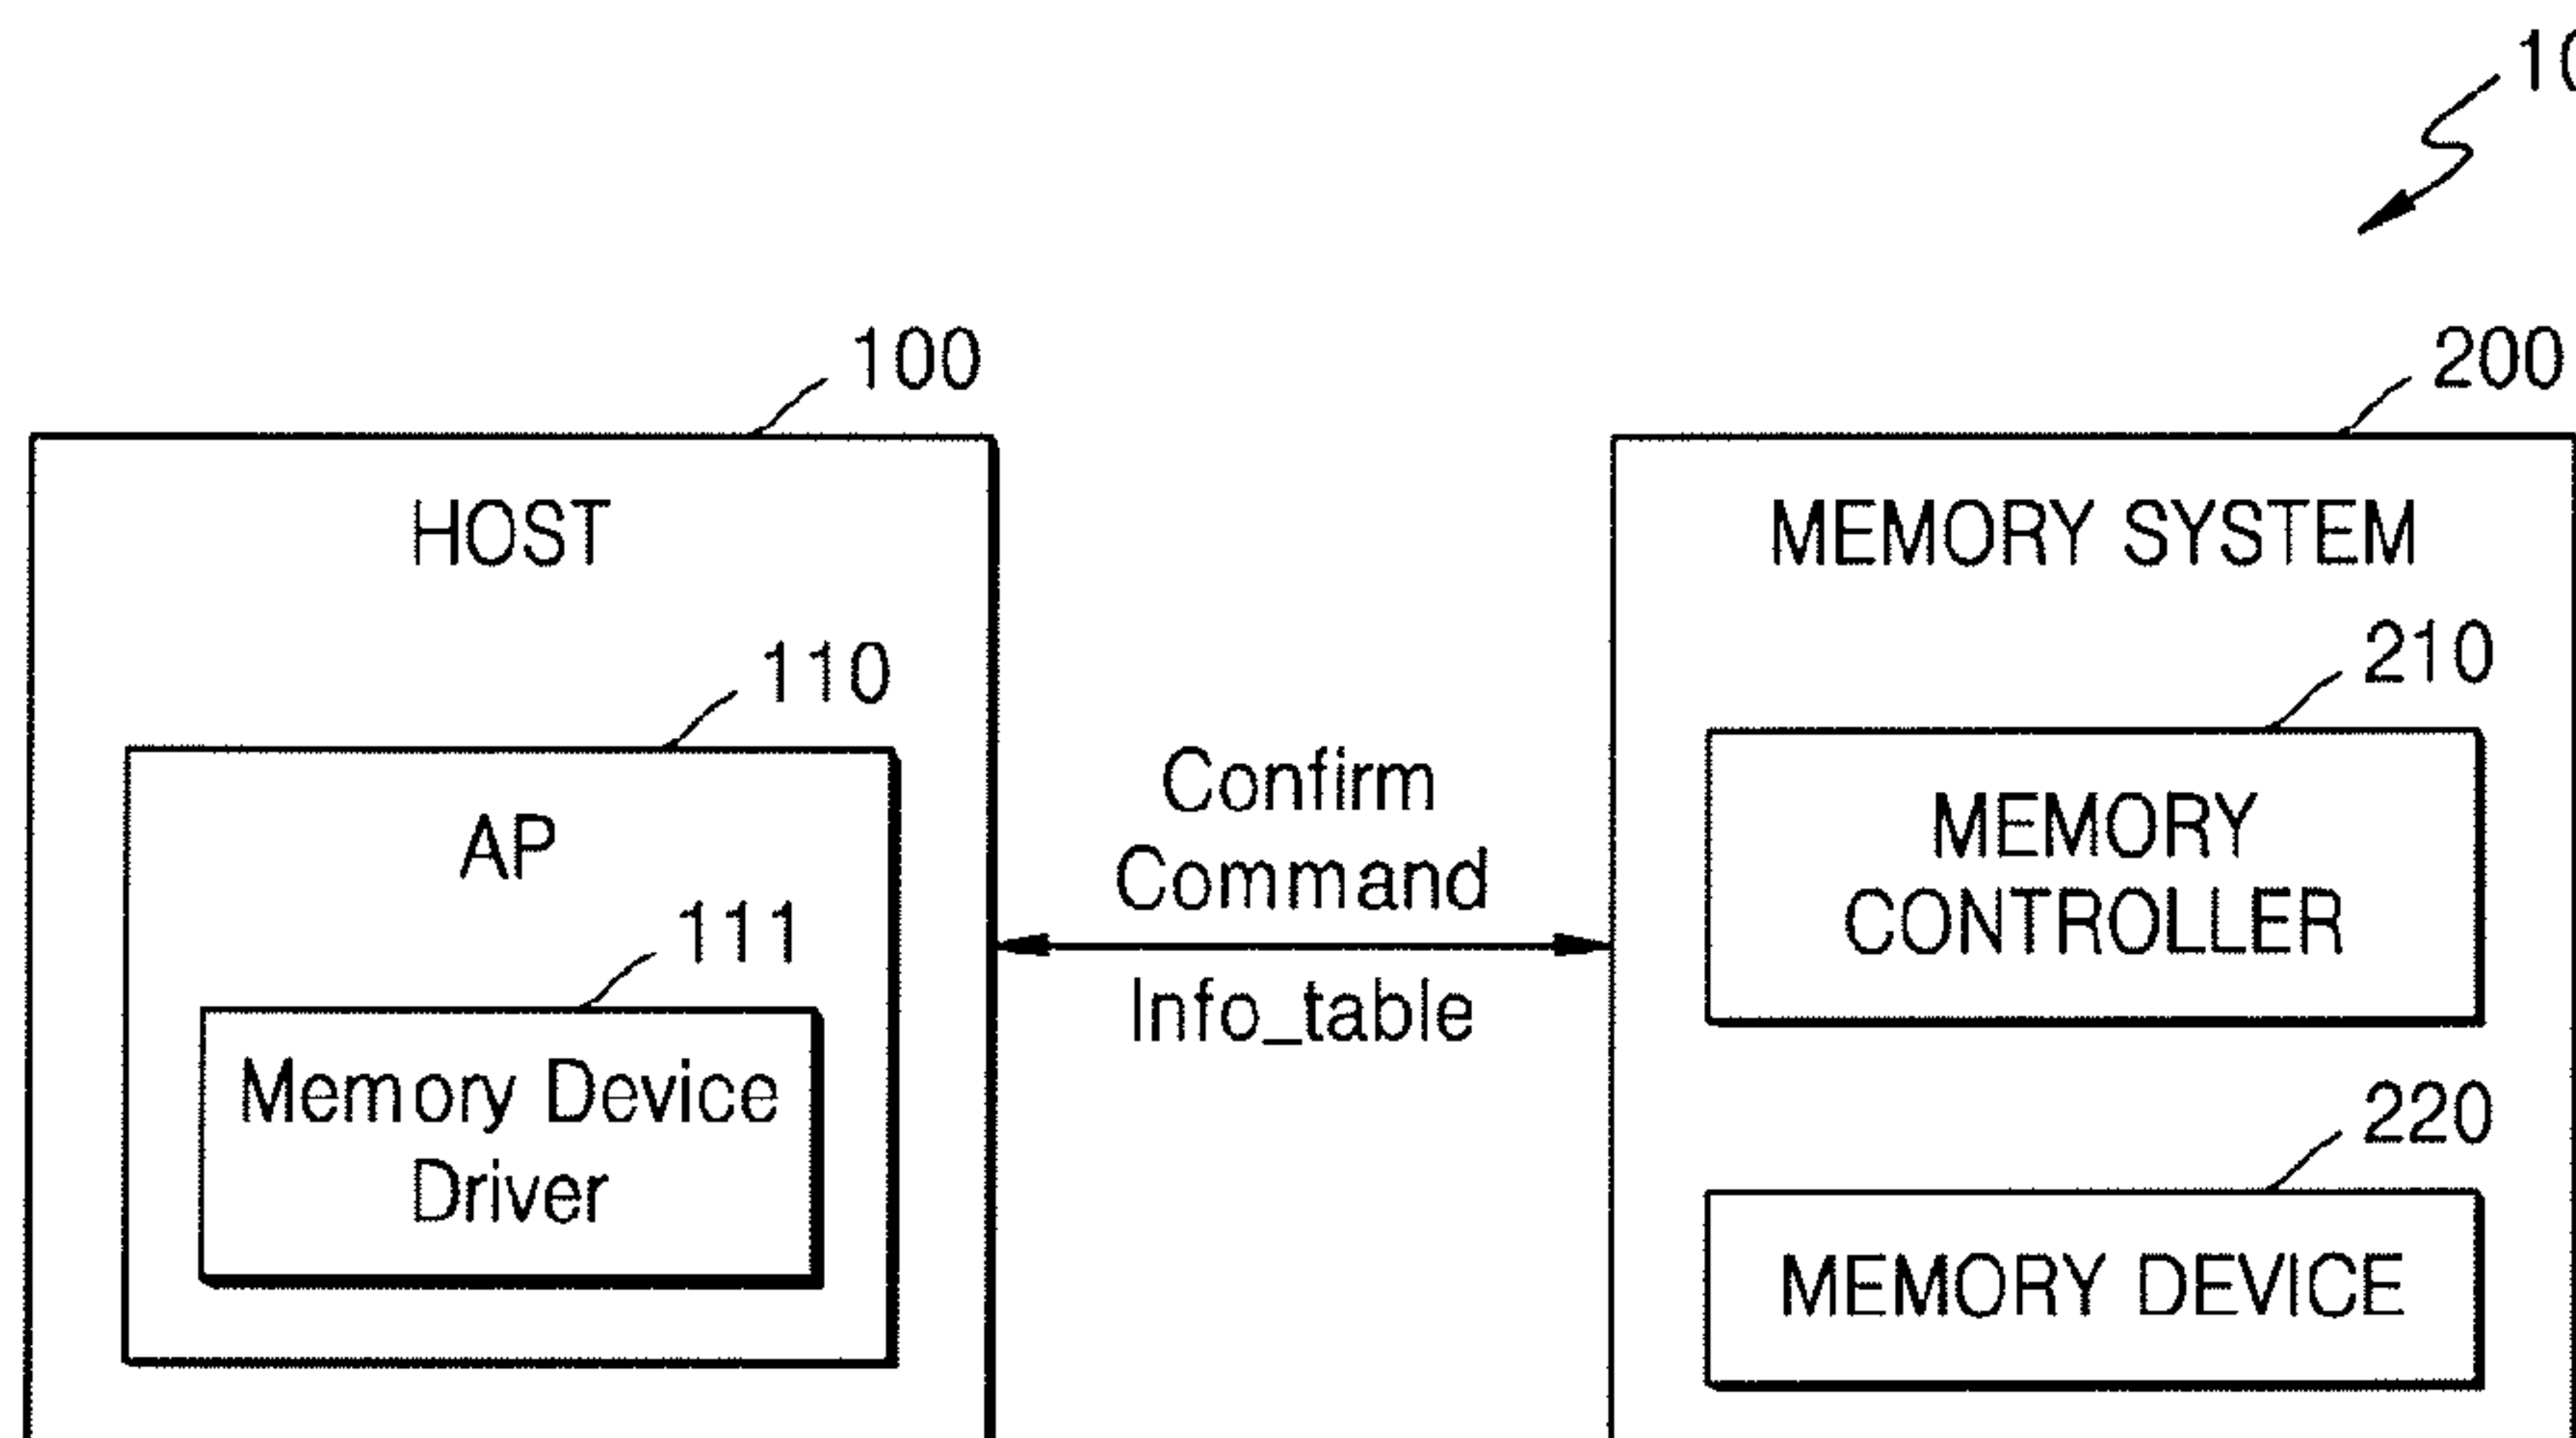 100
200
HOST
MEMORY SYSTEM
110
210
AP
Confirm
Command
MEMORY
CONTROLLER
111
Info_table
Memory Device
Driver
220
MEMORY DEVICE